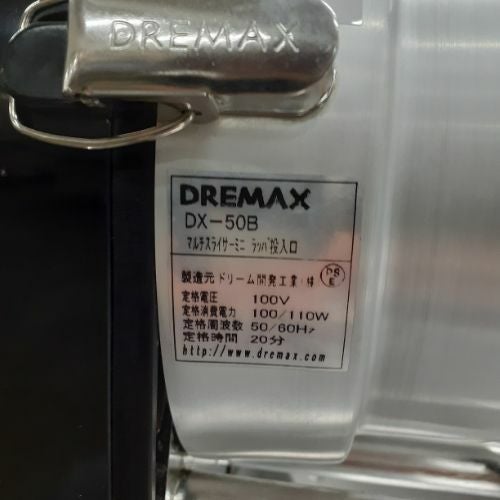 DREMAX
DREMAX
DX-50B
マルチスライサーミニ ラッパ投入口
製造元 ドリーム開発工業(株 PS E
定格電圧 100V
定格消費電力 100/110W
定格周波数 50/60Hz
定格時間 20分
http://www.dremax.com